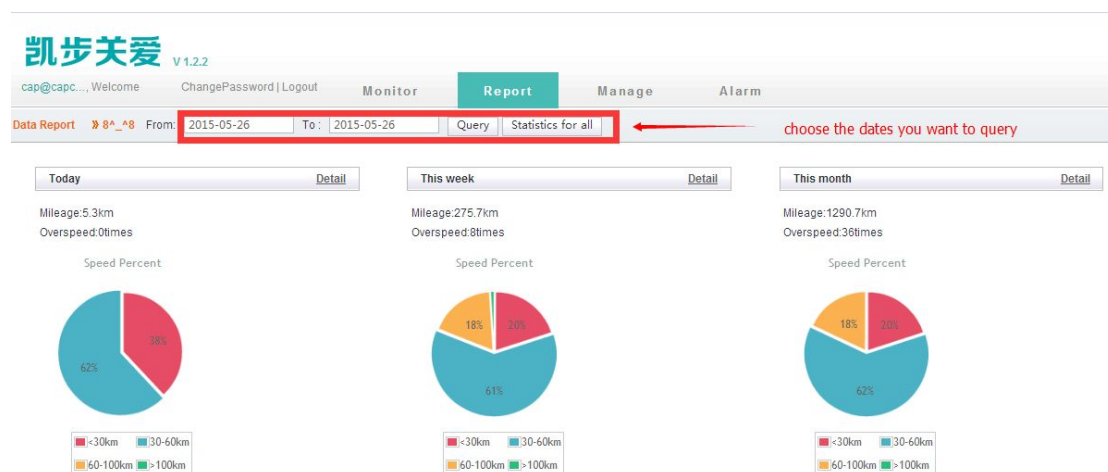 凯步关爱 V 1.2.2
cap@capc..., Welcome ChangePassword | Logout Monitor Report Manage Alarm
Data Report » 8^_^8 From: 2015-05-26 To : 2015-05-26 Query Statistics for all choose the dates you want to query
Today Detail This week Detail This month Detail
Mileage:5.3km Mileage:275.7km Mileage:1290.7km
Overspeed:0times Overspeed:8times Overspeed:36times
Speed Percent Speed Percent Speed Percent
18% 20% 18% 20%
38%
62%
61% 62%
<30km 30-60km <30km 30-60km <30km 30-60km
60-100km >100km 60-100km >100km 60-100km >100km